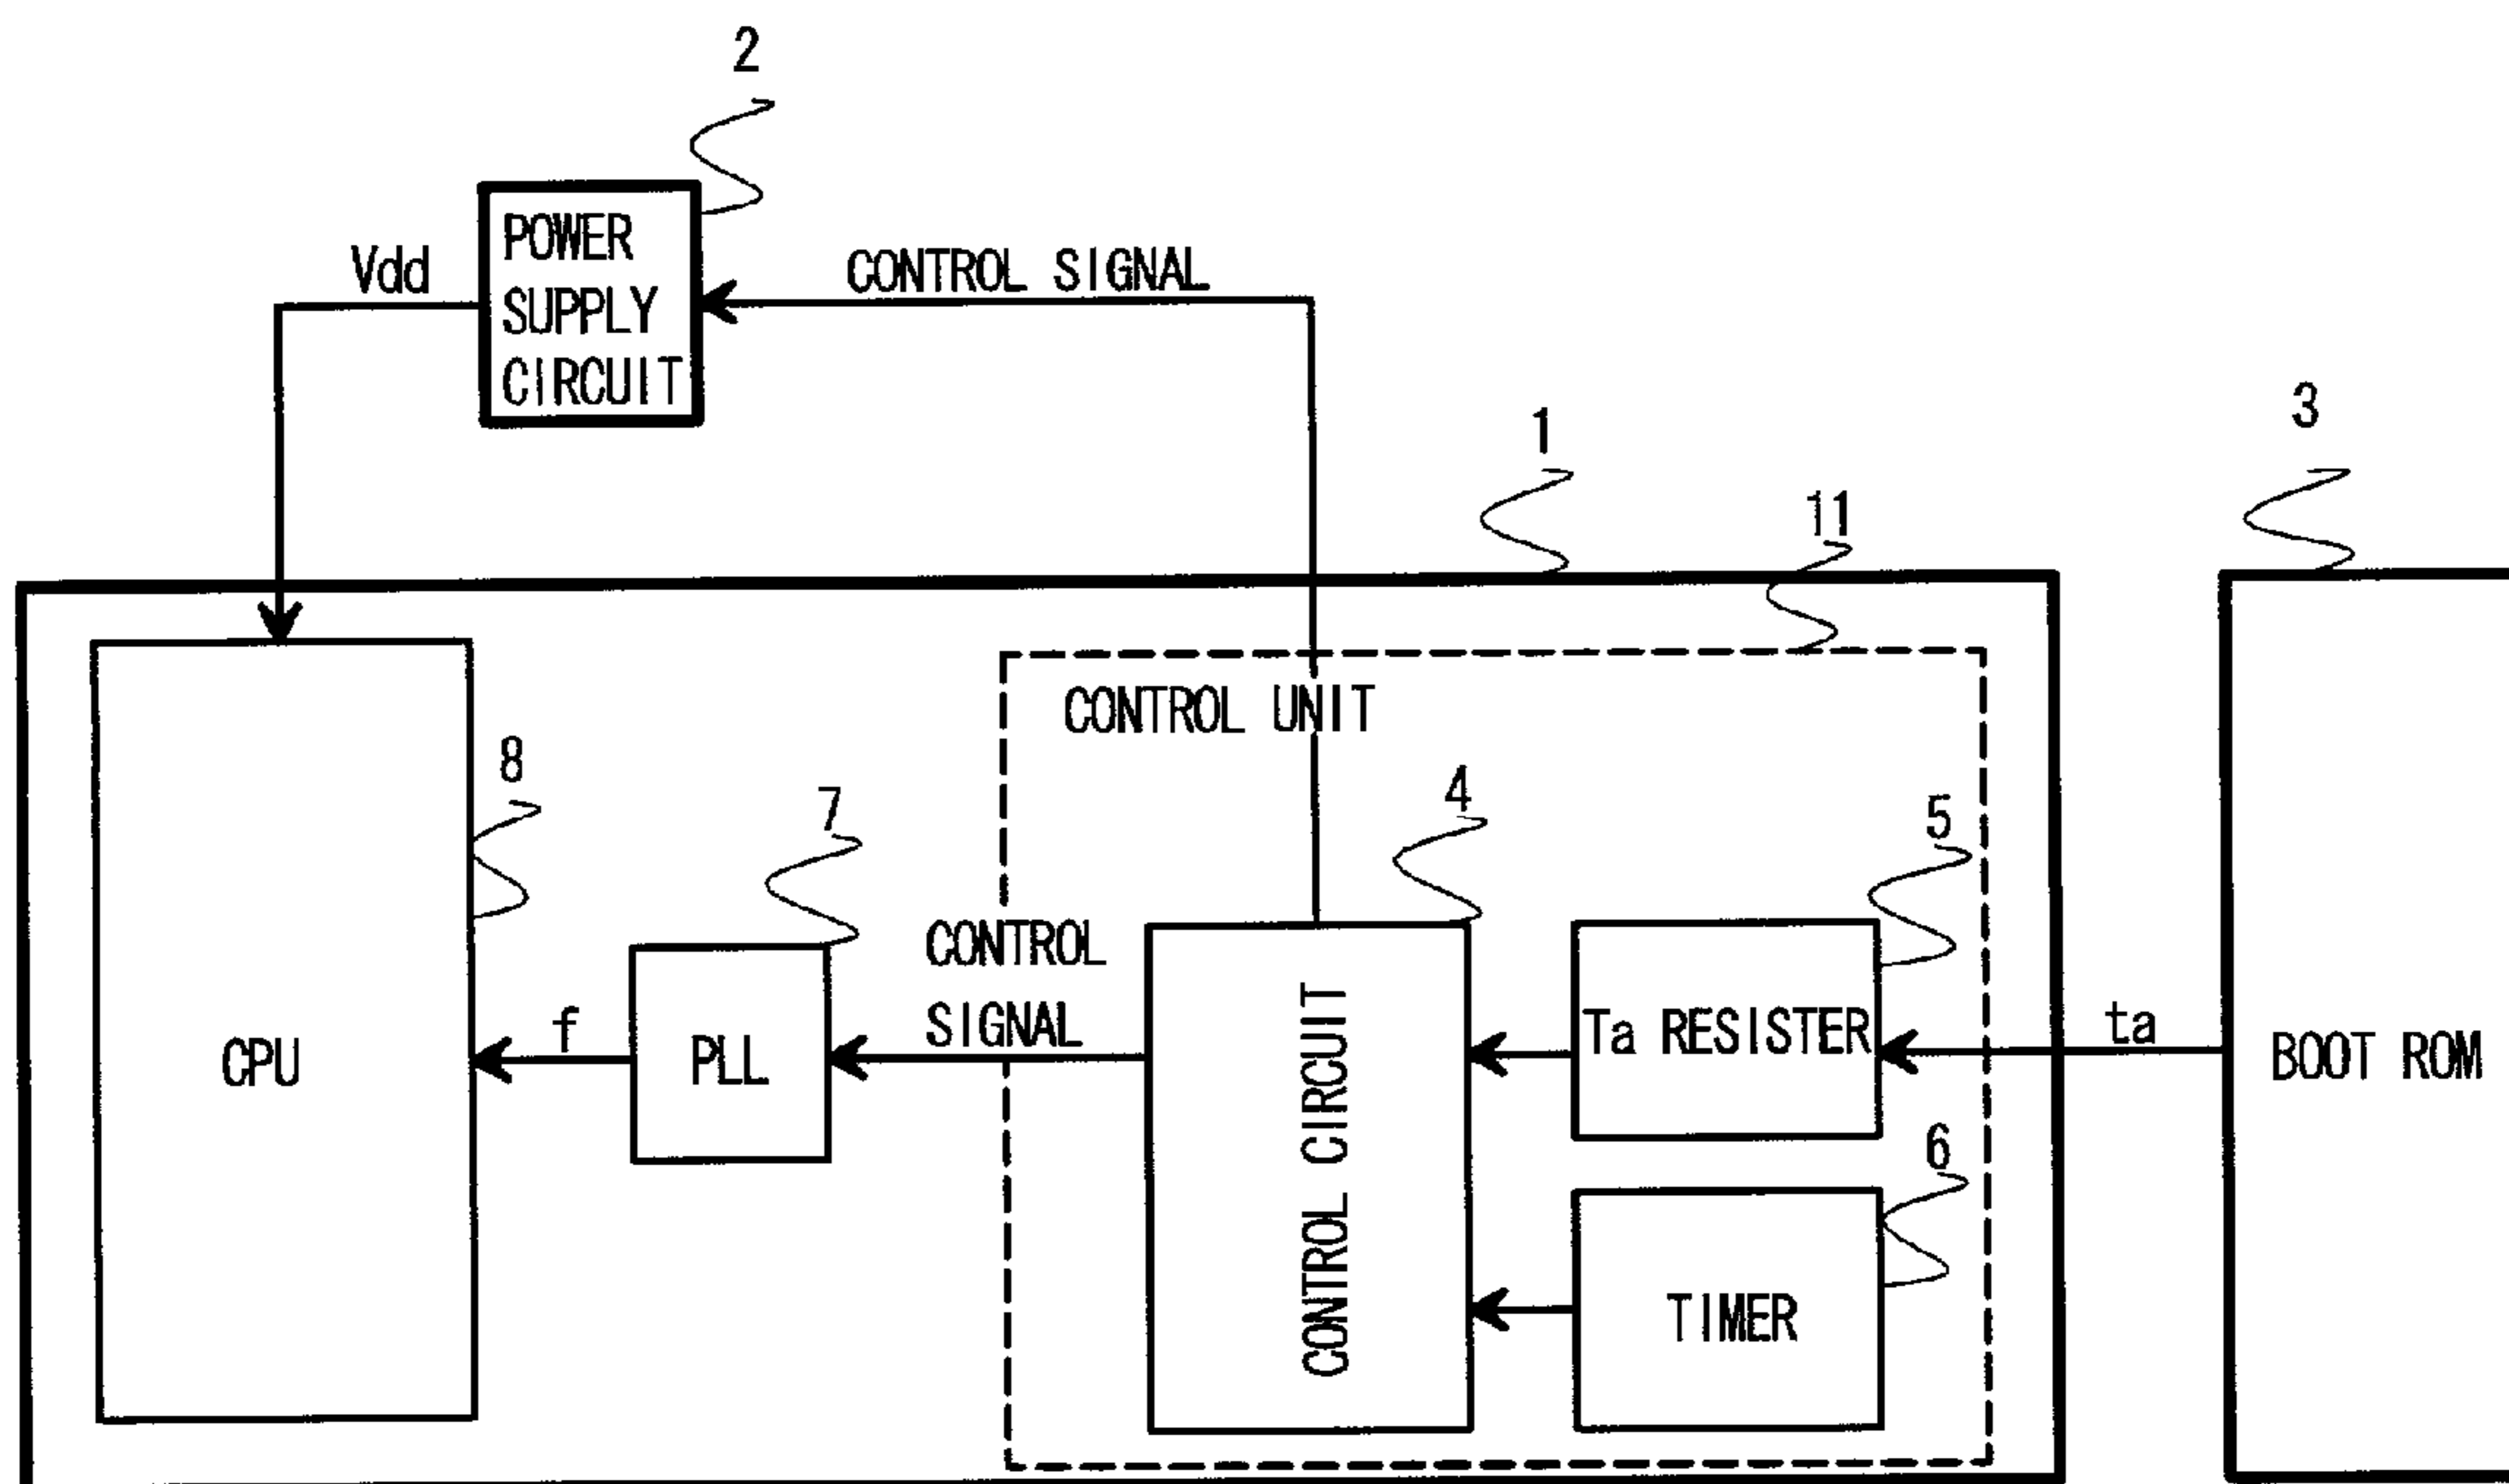 2
POWER
SUPPLY
CIRCUIT
Vdd
CONTROL SIGNAL
1
3
11
CONTROL UNIT
8
7
4
5
CONTROL
SIGNAL
CPU
f
PLL
CONTROL CIRCUIT
Ta RESISTER
ta
BOOT ROM
6
TIMER